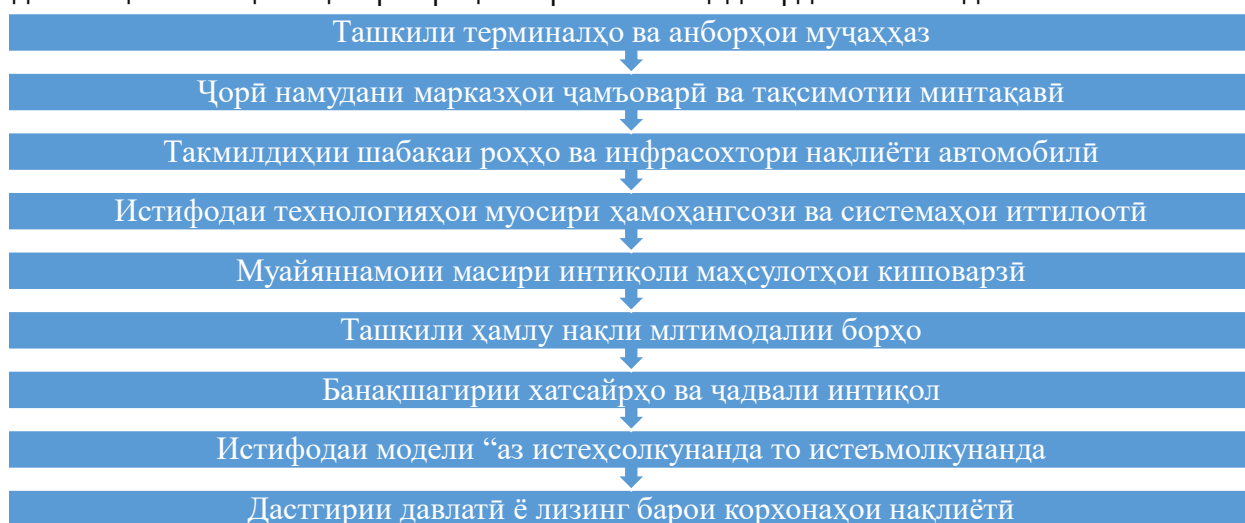 Ташкили терминалҳо ва анборҳои муҷаҳҳаз
Ҷорӣ намудани марказҳои ҷамъоварӣ ва тақсимотии минтақавӣ
Такмилдиҳии шабакаи роҳҳо ва инфрасохтори нақлиёти автомобилӣ
Истифодаи технологияҳои муосири ҳамоҳангсози ва системаҳои иттилоотӣ
Муайяннамоии масири интиқоли маҳсулотҳои кишоварзӣ
Ташкили ҳамлу нақли млтимодалии борҳо
Банақшагирии хатсайрҳо ва ҷадвали интиқол
Истифодаи модели “аз истеҳсолкунанда то истеъмолкунанда
Дастгирии давлатӣ ё лизинг барои корхонаҳои нақлиётӣ